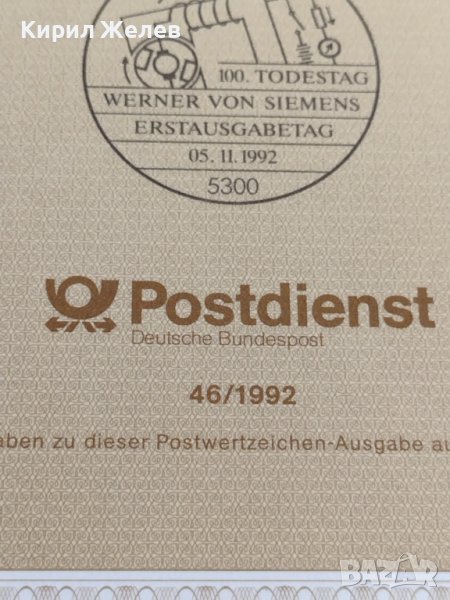 Кирил Желев
100. TODESTAG
WERNER VON SIEMENS
ERSTAUSGABETAG
05.11.1992
5300
Postdienst
Deutsche Bundespost
46/1992
aben zu dieser Postwertzeichen-Ausgabe au
BAZAR